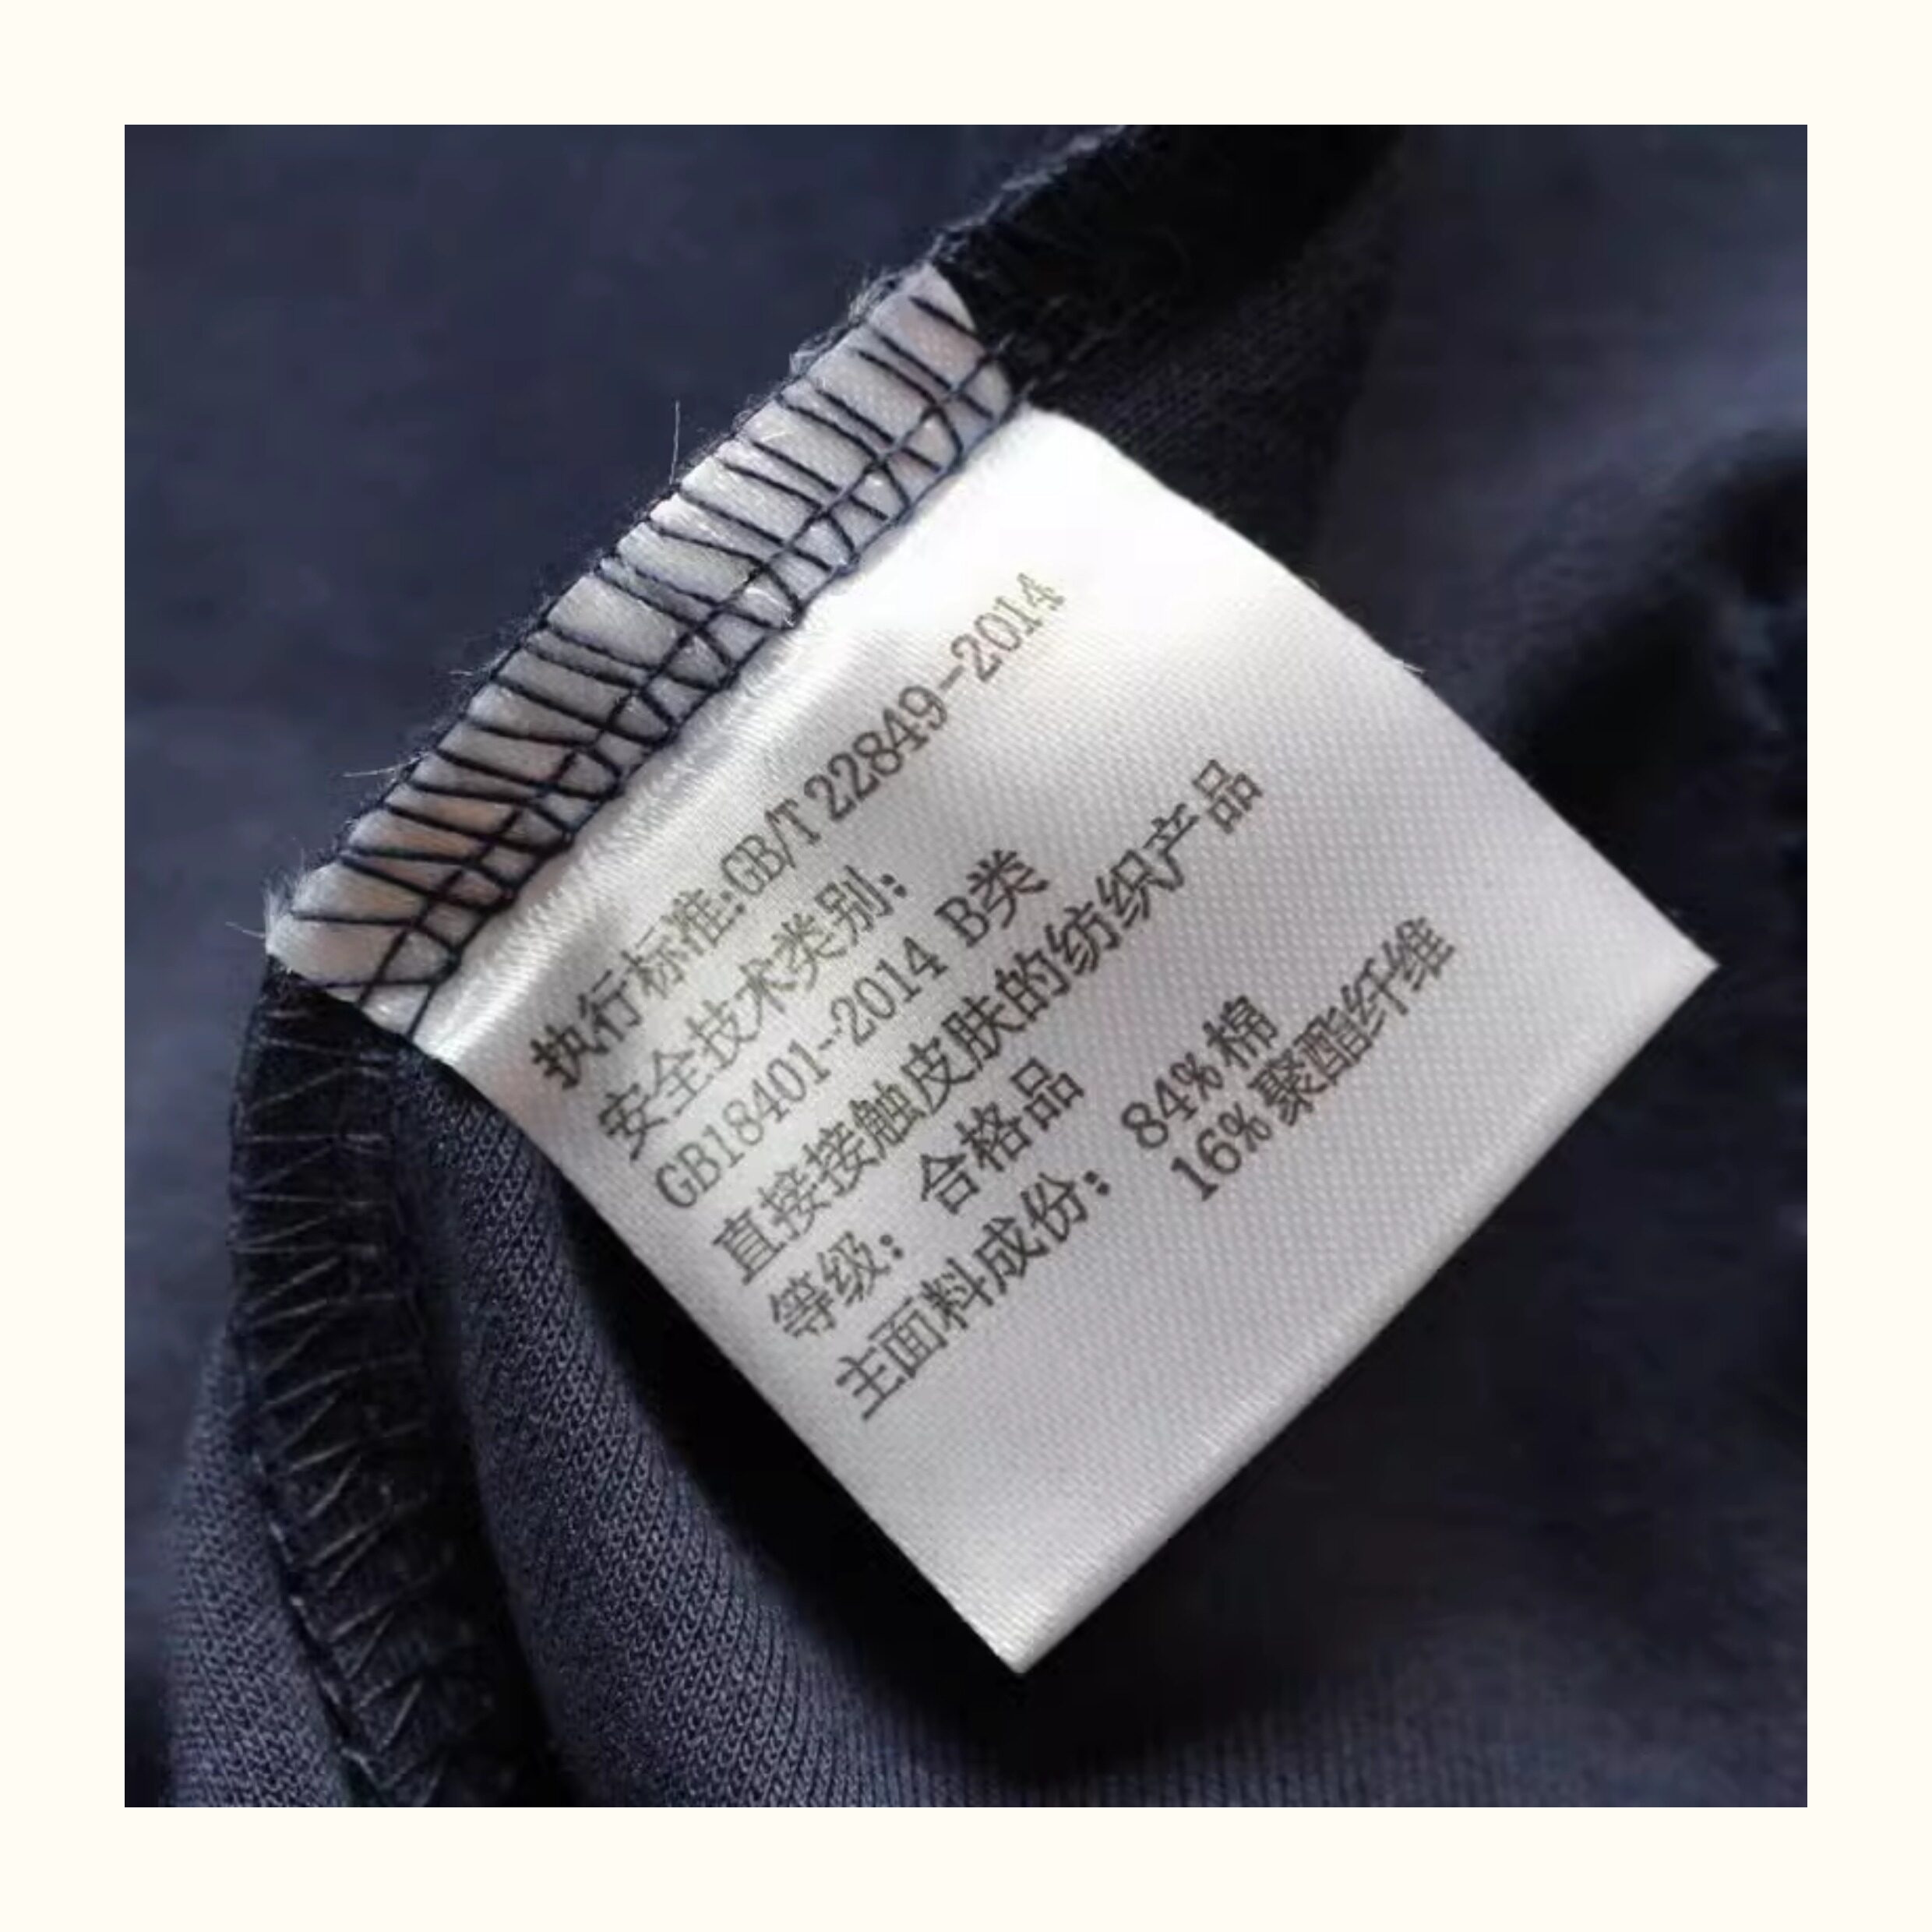 执行标准:GB/T 22849-2014
安全技术类别:
GB18401-2014 B类
直接接触皮肤的纺织产品
等级: 合格品
主面料成份: 84% 棉
16% 聚酯纤维